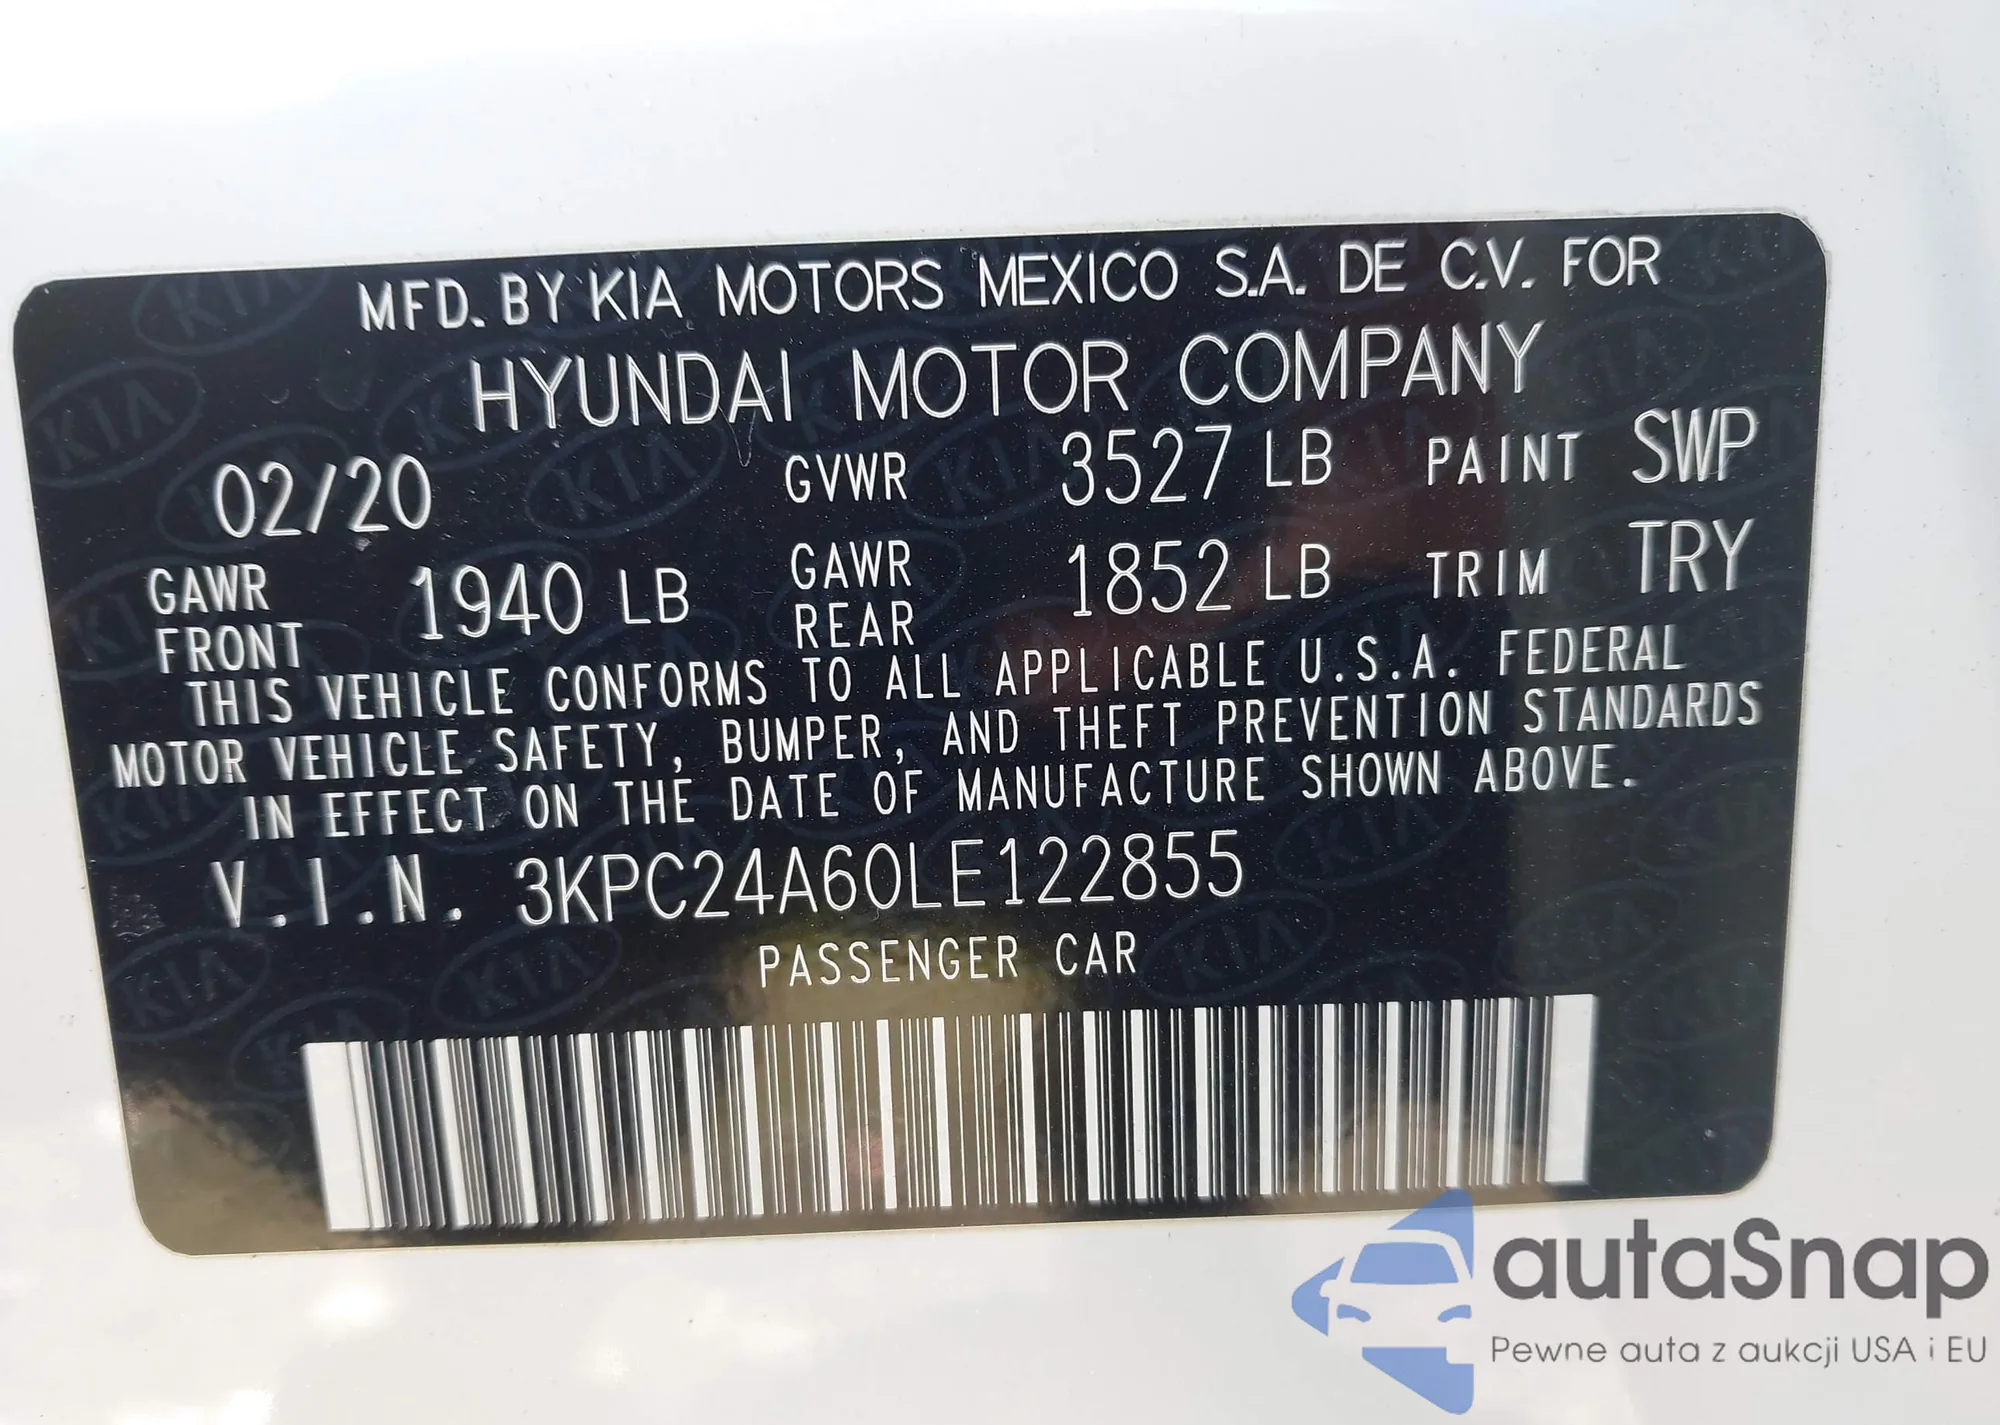 MFD. BY KIA MOTORS MEXICO S.A. DE C.V. FOR
HYUNDAI MOTOR COMPANY
02/20 GVWR 3527 LB PAINT SWP
GAWR FRONT 1940 LB GAWR REAR 1852 LB TRIM TRY
THIS VEHICLE CONFORMS TO ALL APPLICABLE U.S.A. FEDERAL
MOTOR VEHICLE SAFETY, BUMPER, AND THEFT PREVENTION STANDARDS
IN EFFECT ON THE DATE OF MANUFACTURE SHOWN ABOVE.
V.I.N. 3KPC24A60LE122855
PASSENGER CAR
autaSnap
Pewne auta z aukcji USA i EU